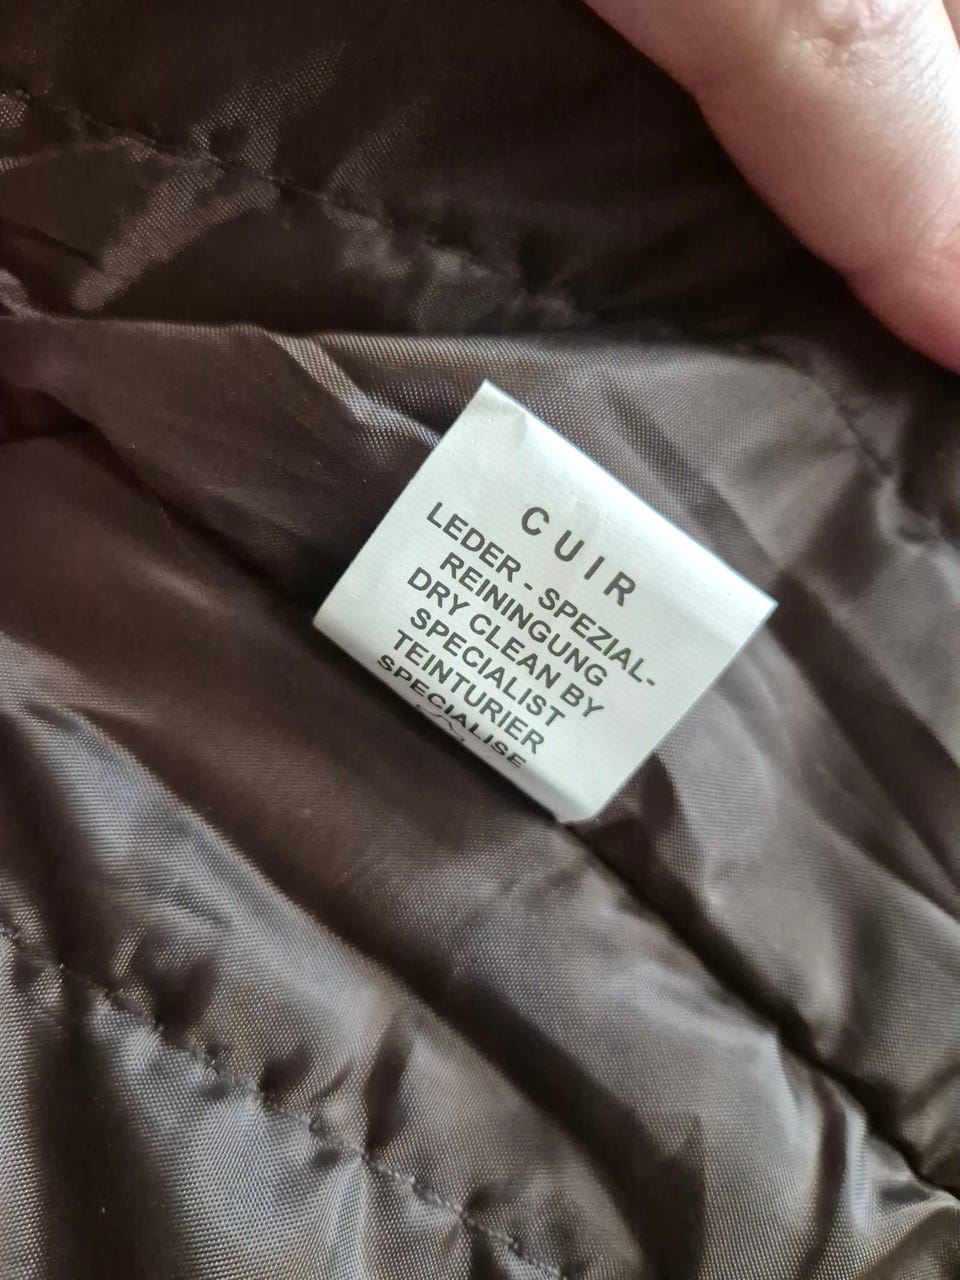 CUIR
LEDER - SPEZIAL-
REININGUNG
DRY CLEAN BY
SPECIALIST
TEINTURIER
SPECIALISE